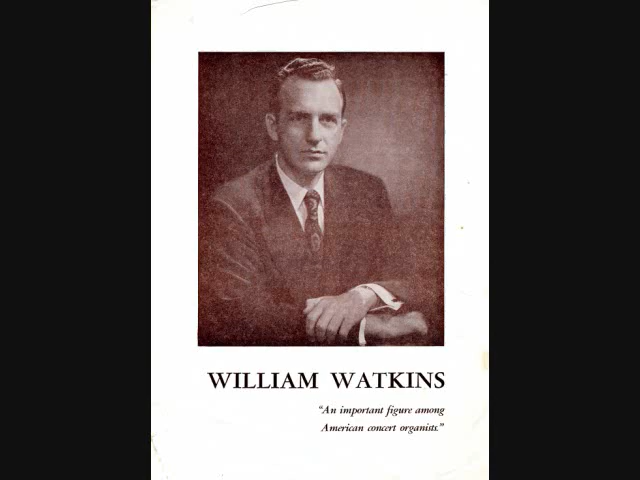 WILLIAM WATKINS
"An important figure among
American concert organists."